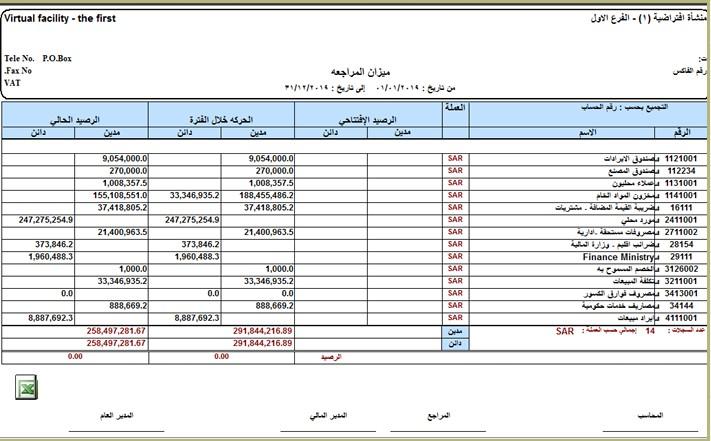 Virtual facility - the first
منشأة افتراضية (١) - الفرع الاول
Tele No. P.O.Box
ت:
.Fax No
رقم الفاكس
VAT
ميزان المراجعه
من تاريخ : ٠١/٠١/٢٠١٩ إلى تاريخ : ٣١/١٢/٢٠١٩
التجميع بحسب : رقم الحساب العملة الرصيد الإفتتاحي الحركه خلال الفترة الرصيد الحالي
الرقم الاسم مدين دائن مدين دائن مدين دائن
1121001 صندوق الايرادات SAR 9,054,000.0 9,054,000.0
112234 صندوق المصنع SAR 270,000.0 270,000.0
1131001 عملاء محليون SAR 1,008,357.5 1,008,357.5
1141001 مخزون المواد الخام SAR 188,455,486.2 33,346,935.2 155,108,551.0
16111 ضريبة القيمة المضافة . مشتريات SAR 37,418,805.2 37,418,805.2
2411001 مورد محلي SAR 247,275,254.9 247,275,254.9
2711002 مصروفات مستحقة .ادارية SAR 21,400,963.5 21,400,963.5
28154 ضرائب اقليم . وزارة المالية SAR 373,846.2 373,846.2
29111 Finance Ministry SAR 1,960,488.3 1,960,488.3
3126002 الخصم المسموح به SAR 1,000.0 1,000.0
3211001 تكلفة المبيعات SAR 33,346,935.2 33,346,935.2
3413001 مصروف فوارق الكسور SAR 0.0 0.0 0.0
34144 مصاريف خدمات حكومية SAR 888,669.2 888,669.2
4111001 ايراد مبيعات SAR 8,887,692.3 8,887,692.3
عدد السجلات : 14 إجمالي حسب العملة : SAR مدين 291,844,216.89 258,497,281.67
دائن 291,844,216.89 258,497,281.67
الرصيد 0.00 0.00
المحاسب المراجع المدير المالي المدير العام